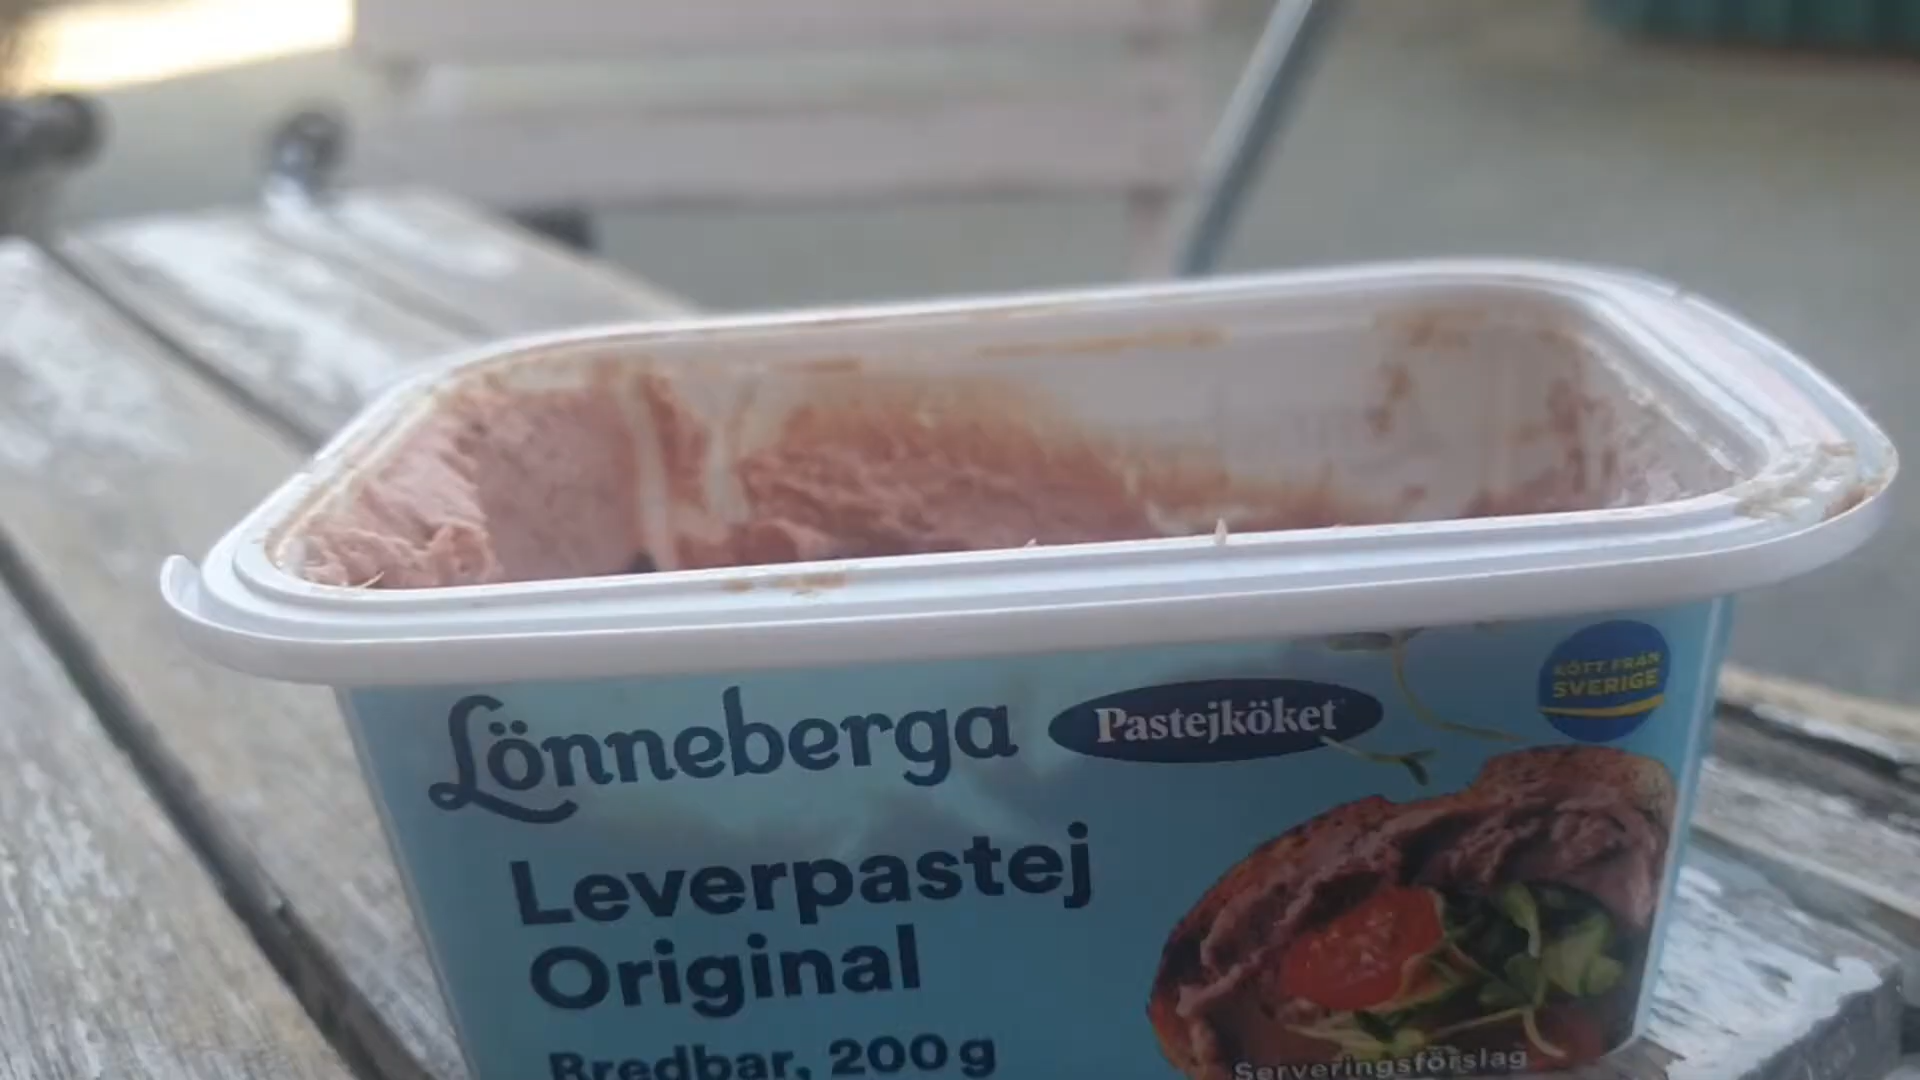 Lönneberga
Pastejköket
KÖTT FRÅN
SVERIGE
Leverpastej
Original
Bredbar, 200 g
Serveringsförslag